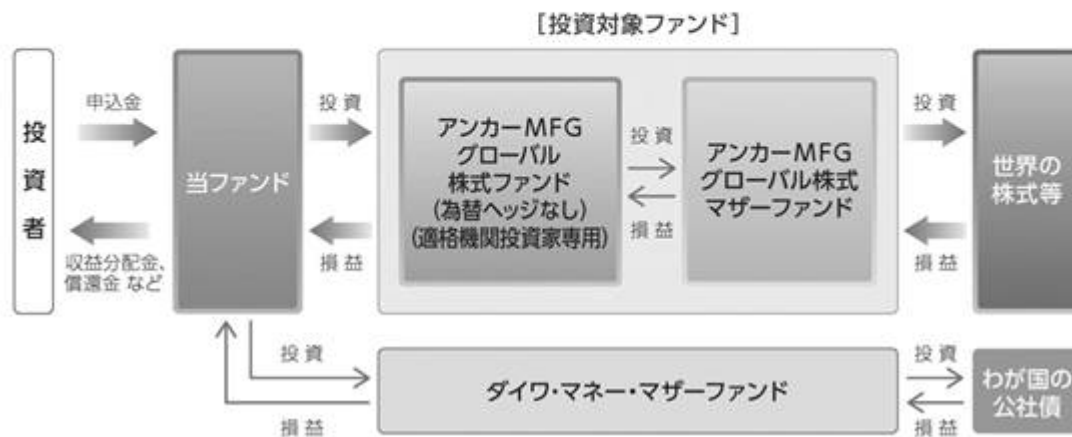 ［投資対象ファンド］
投資者
申込金
収益分配金、
償還金 など
当ファンド
投 資
損 益
アンカーMFG
グローバル
株式ファンド
(為替ヘッジなし)
(適格機関投資家専用)
投 資
損 益
アンカーMFG
グローバル株式
マザーファンド
投 資
損 益
世界の
株式等
投 資
損 益
ダイワ・マネー・マザーファンド
投 資
損 益
わが国の
公社債